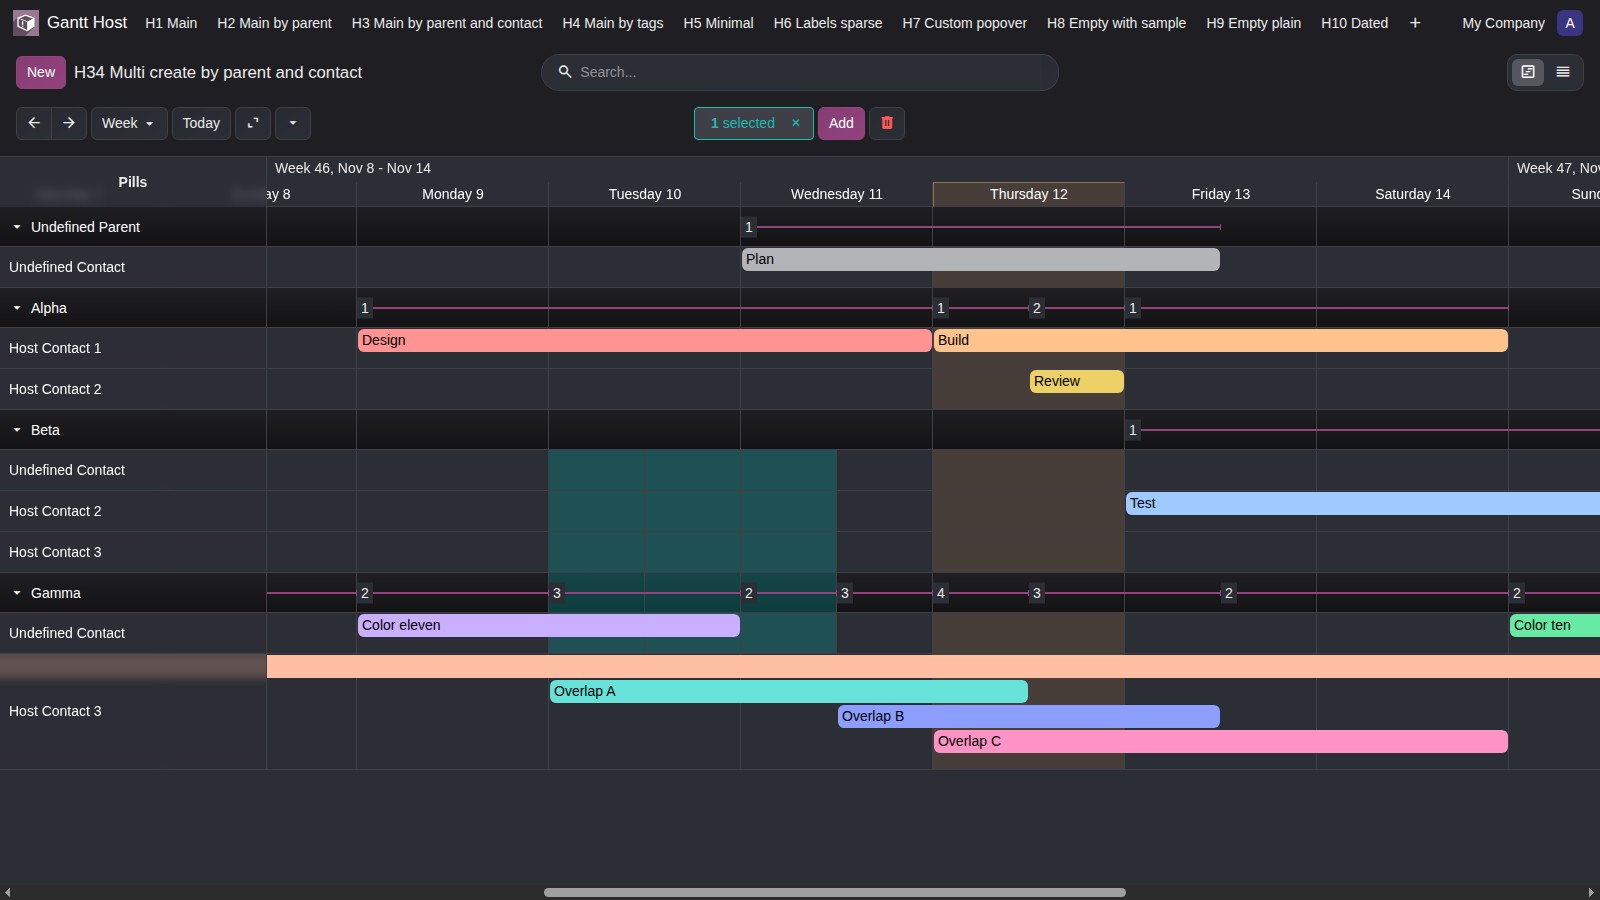 Gantt Host H1 Main H2 Main by parent H3 Main by parent and contact H4 Main by tags H5 Minimal H6 Labels sparse H7 Custom popover H8 Empty with sample H9 Empty plain H10 Dated + My Company A
New H34 Multi create by parent and contact Search...
Week Today 1 selected × Add
Week 46, Nov 8 - Nov 14 Week 47, Nov
Pills
ay 8 Monday 9 Tuesday 10 Wednesday 11 Thursday 12 Friday 13 Saturday 14 Sund
Undefined Parent 1
Undefined Contact Plan
Alpha 1 1 2 1
Host Contact 1 Design Build
Host Contact 2 Review
Beta 1
Undefined Contact
Host Contact 2 Test
Host Contact 3
Gamma 2 3 2 3 4 3 2 2
Undefined Contact Color eleven Color ten
Overlap A
Host Contact 3 Overlap B
Overlap C